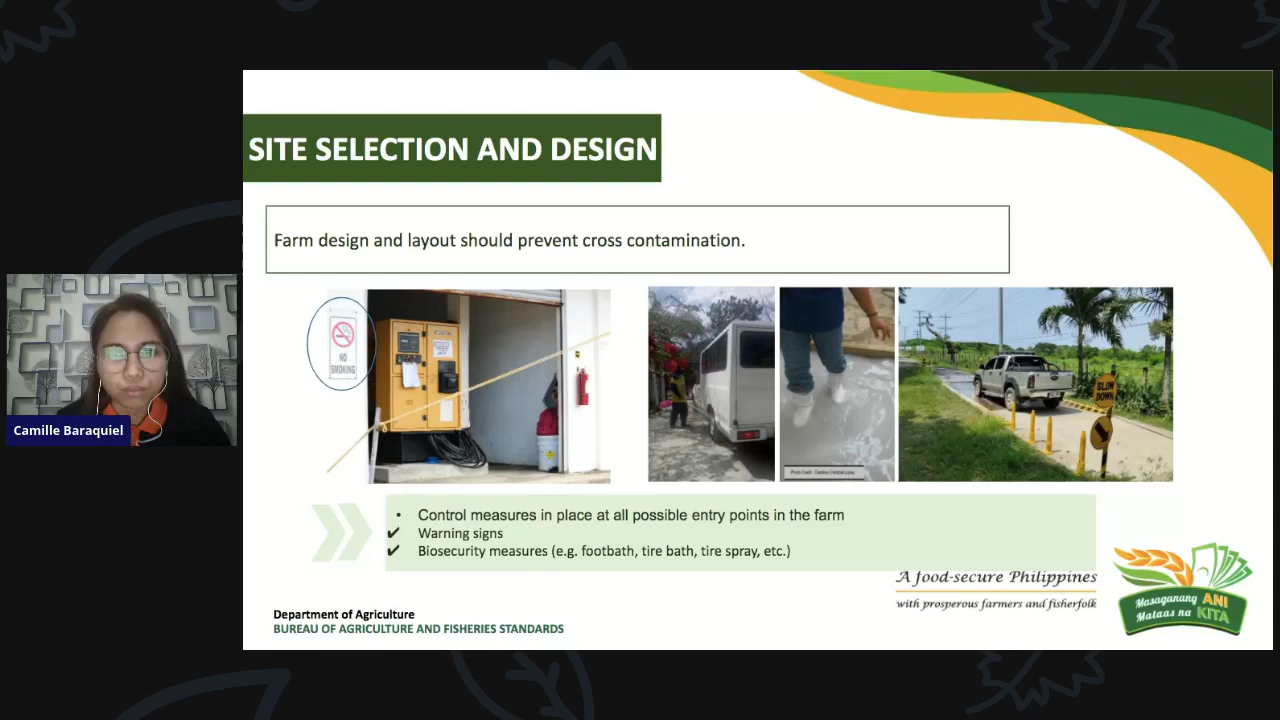 SITE SELECTION AND DESIGN
Farm design and layout should prevent cross contamination.
NO
SMOKING
SLOW
DOWN
• Control measures in place at all possible entry points in the farm
✔ Warning signs
✔ Biosecurity measures (e.g. footbath, tire bath, tire spray, etc.)
Camille Baraquiel
A food-secure Philippines
with prosperous farmers and fisherfolk
Masaganang ANI
Mataas na KITA
Department of Agriculture
BUREAU OF AGRICULTURE AND FISHERIES STANDARDS